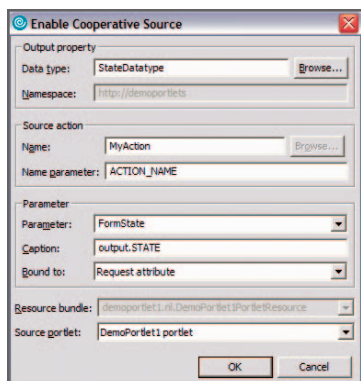 Enable Cooperative Source
Output property
Data type: StateDatatype Browse...
Namespace: http://demoportlets
Source action
Name: MyAction Browse...
Name parameter: ACTION_NAME
Parameter
Parameter: FormState
Caption: output.STATE
Bound to: Request attribute
Resource bundle: demoportlet1.nl.DemoPortlet1PortletResource
Source portlet: DemoPortlet1 portlet
OK Cancel